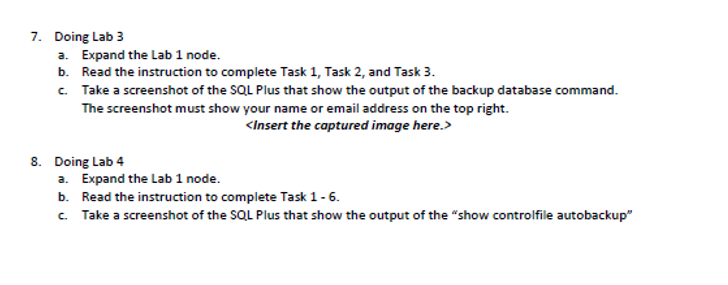 7. Doing Lab 3
a. Expand the Lab 1 node.
b. Read the instruction to complete Task 1, Task 2, and Task 3.
c. Take a screenshot of the SQL Plus that show the output of the backup database command.
The screenshot must show your name or email address on the top right.
<Insert the captured image here.>
8. Doing Lab 4
a. Expand the Lab 1 node.
b. Read the instruction to complete Task 1 - 6.
c. Take a screenshot of the SQL Plus that show the output of the “show controlfile autobackup”